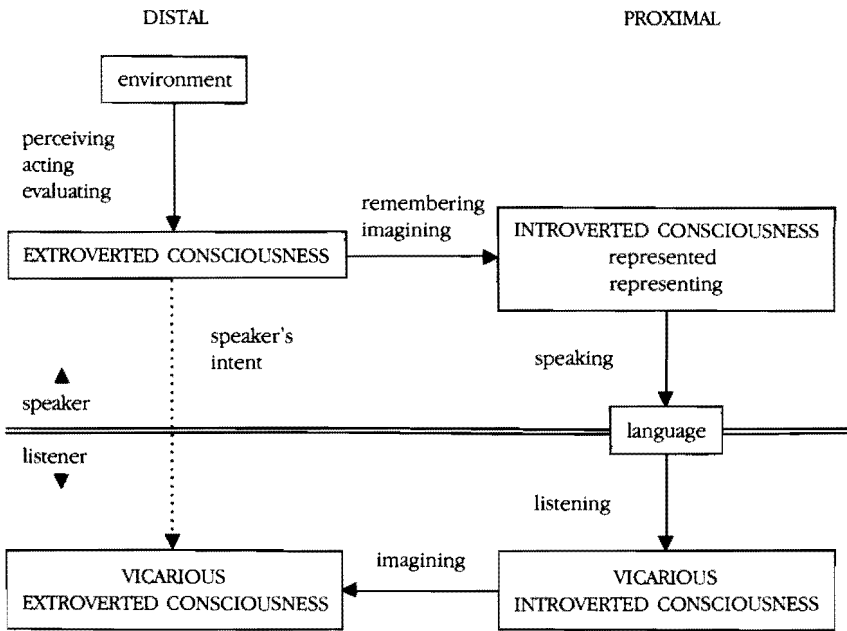 DISTAL
PROXIMAL
environment
perceiving
acting
evaluating
remembering
imagining
EXTROVERTED CONSCIOUSNESS
INTROVERTED CONSCIOUSNESS
represented
representing
speaker's
intent
speaking
speaker
language
listener
listening
imagining
VICARIOUS
EXTROVERTED CONSCIOUSNESS
VICARIOUS
INTROVERTED CONSCIOUSNESS